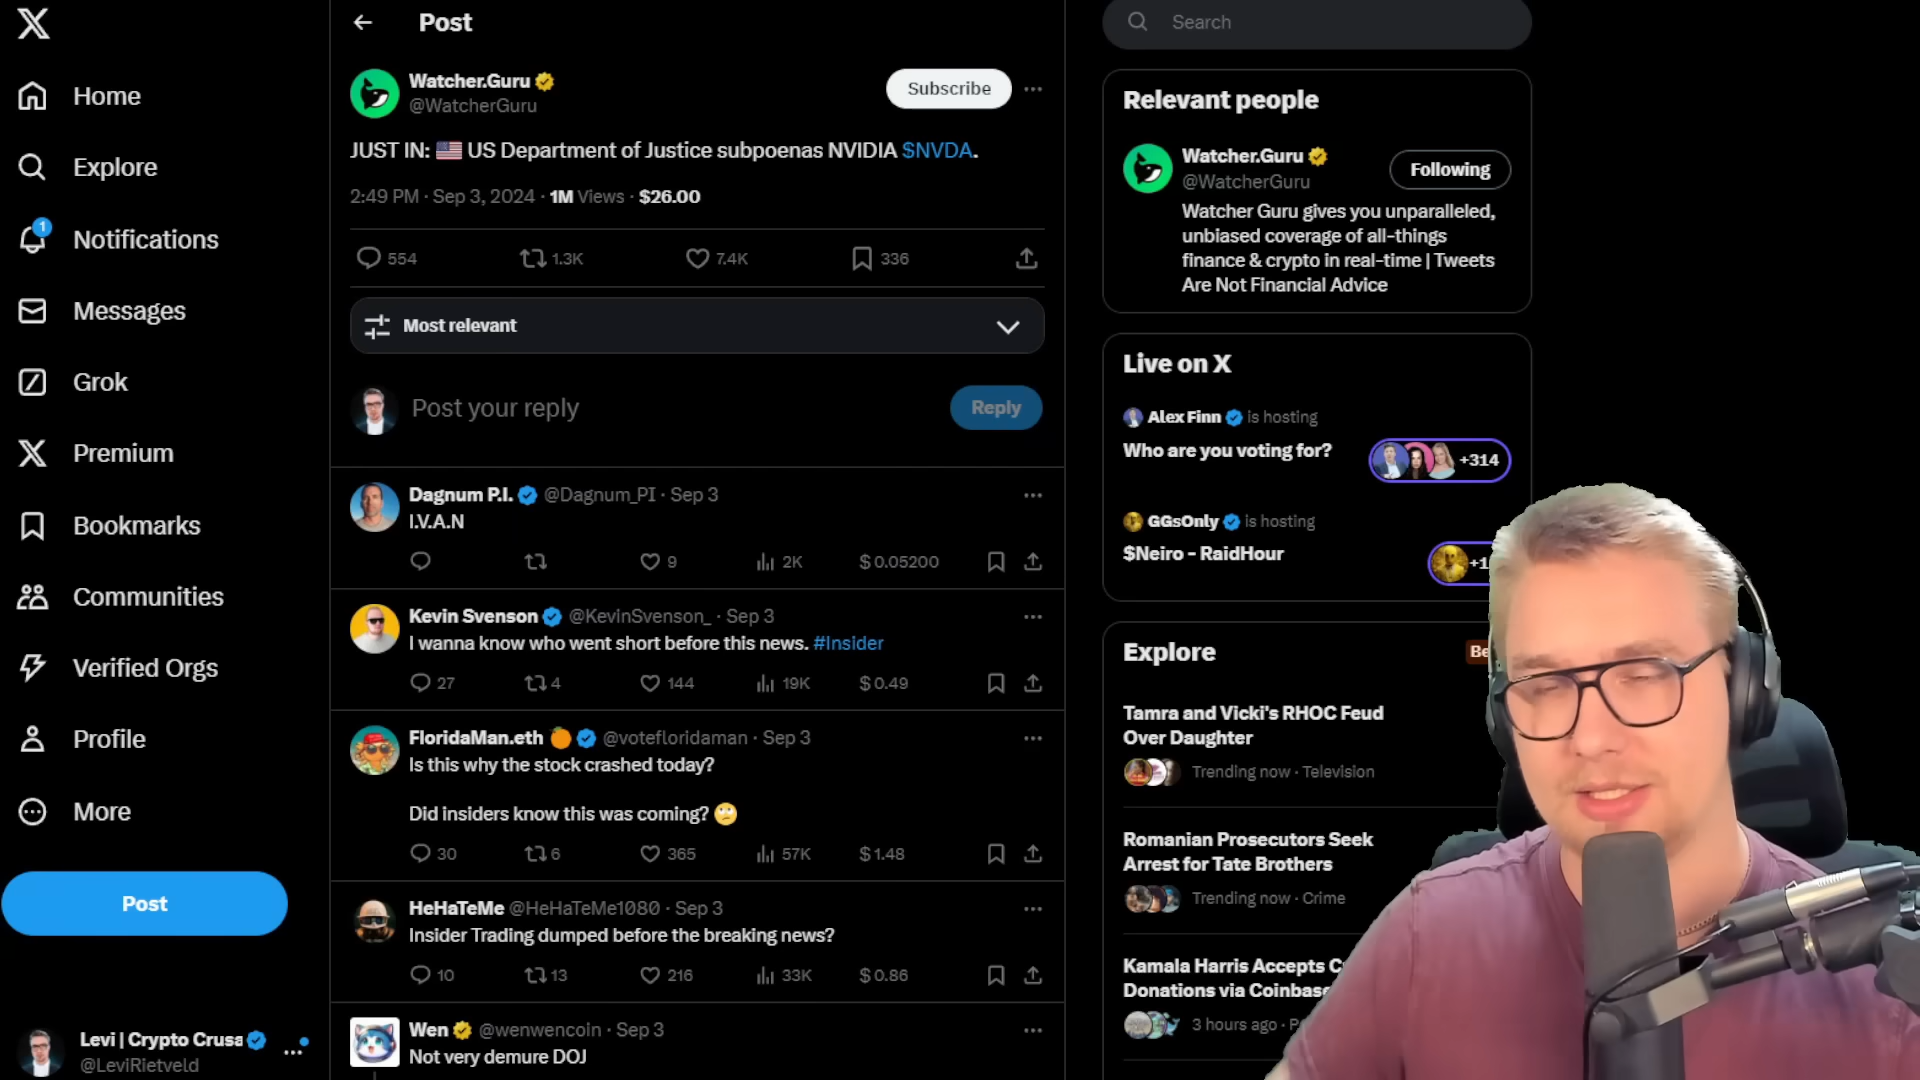 Home
Explore
1
Notifications
Messages
Grok
Premium
Bookmarks
Communities
Verified Orgs
Profile
More
Post
Levi | Crypto Crusa
@LeviRietveld
Post
Watcher.Guru
@WatcherGuru
Subscribe
JUST IN: 🇺🇸 US Department of Justice subpoenas NVIDIA $NVDA.
2:49 PM · Sep 3, 2024 · 1M Views · $26.00
554 1.3K 7.4K 336
Most relevant
Post your reply
Reply
Dagnum P.I. @Dagnum_PI · Sep 3
I.V.A.N
9 2K $0.05200
Kevin Svenson @KevinSvenson_ · Sep 3
I wanna know who went short before this news. #Insider
27 4 144 19K $0.49
FloridaMan.eth 🍊 @votefloridaman · Sep 3
Is this why the stock crashed today?
Did insiders know this was coming? 🙄
30 6 365 57K $1.48
HeHaTeMe @HeHaTeMe1080 · Sep 3
Insider Trading dumped before the breaking news?
10 13 216 33K $0.86
Wen @wenwencoin · Sep 3
Not very demure DOJ
Search
Relevant people
Watcher.Guru
@WatcherGuru
Following
Watcher Guru gives you unparalleled,
unbiased coverage of all-things
finance & crypto in real-time | Tweets
Are Not Financial Advice
Live on X
Alex Finn is hosting
Who are you voting for?
+314
GGsOnly is hosting
$Neiro - RaidHour
+1
Explore
Be
Tamra and Vicki's RHOC Feud
Over Daughter
Trending now · Television
Romanian Prosecutors Seek
Arrest for Tate Brothers
Trending now · Crime
Kamala Harris Accepts C
Donations via Coinbase
3 hours ago · P